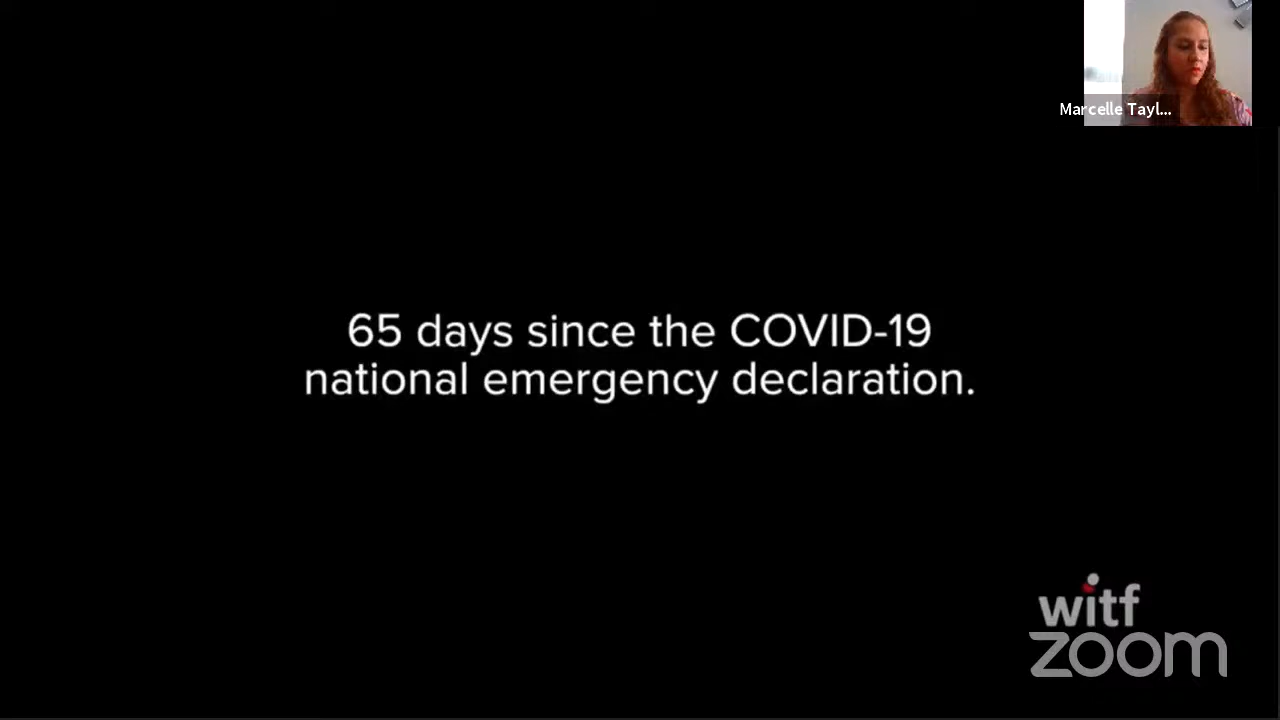 Marcelle Tayl...
65 days since the COVID-19
national emergency declaration.
witf
zoom